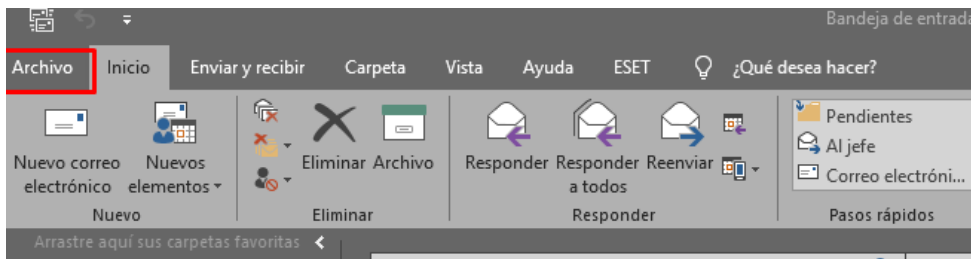 Bandeja de entrada
Archivo Inicio Enviar y recibir Carpeta Vista Ayuda ESET ¿Qué desea hacer?
Nuevo correo electrónico
Nuevos elementos
Eliminar
Archivo
Responder
Responder a todos
Reenviar
Pendientes
Al jefe
Correo electróni...
Nuevo Eliminar Responder Pasos rápidos
Arrastre aquí sus carpetas favoritas